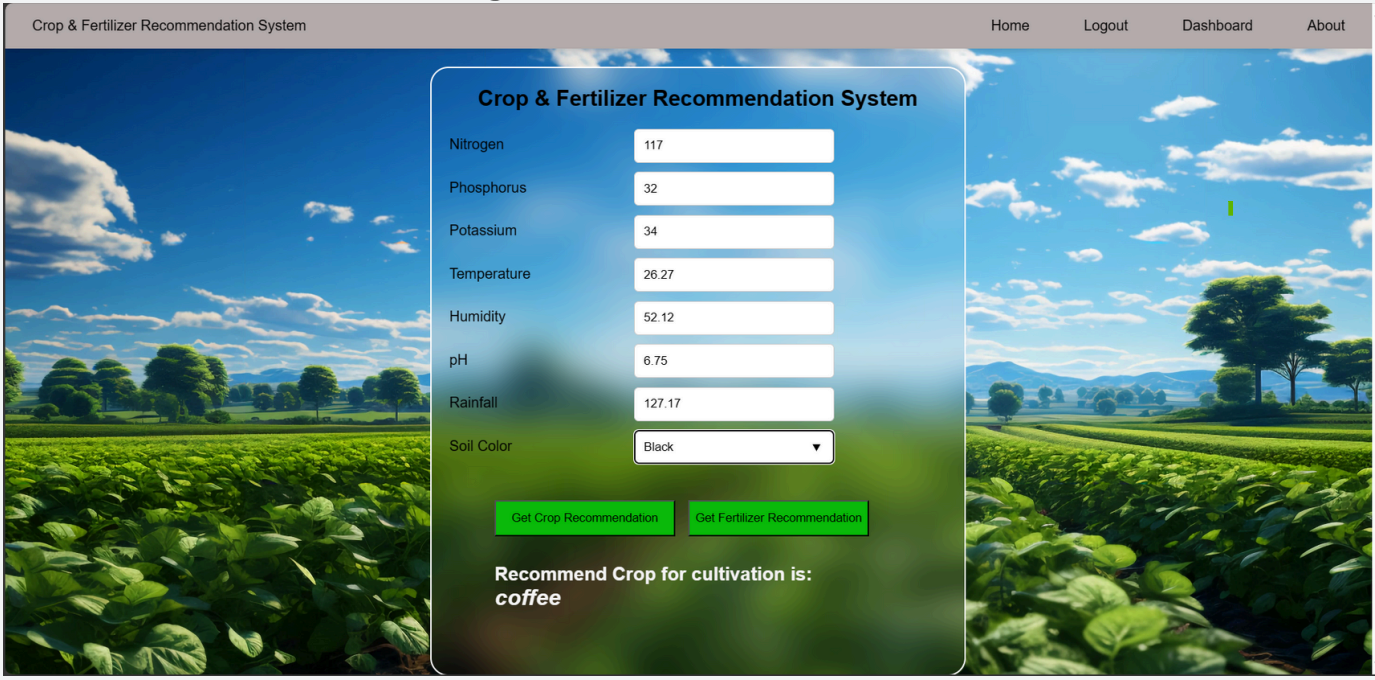 Crop & Fertilizer Recommendation System Home Logout Dashboard About
Crop & Fertilizer Recommendation System
Nitrogen 117
Phosphorus 32
Potassium 34
Temperature 26.27
Humidity 52.12
pH 6.75
Rainfall 127.17
Soil Color Black
Get Crop Recommendation Get Fertilizer Recommendation
Recommend Crop for cultivation is:
coffee